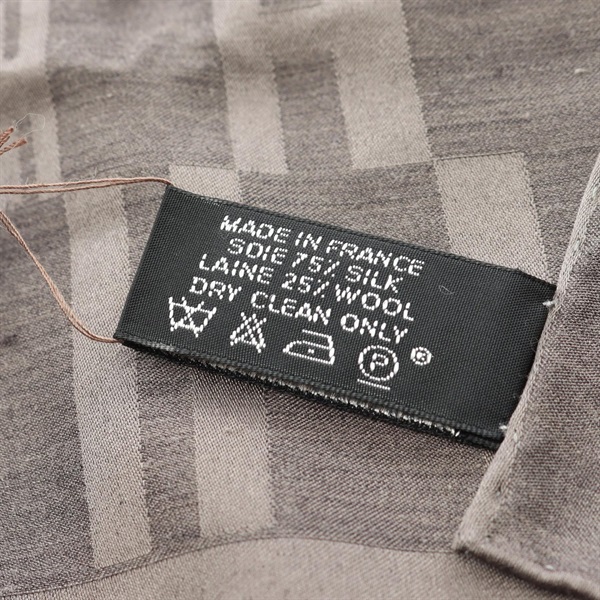 MADE IN FRANCE
SOIE 75% SILK
LAINE 25% WOOL
DRY CLEAN ONLY
P ®